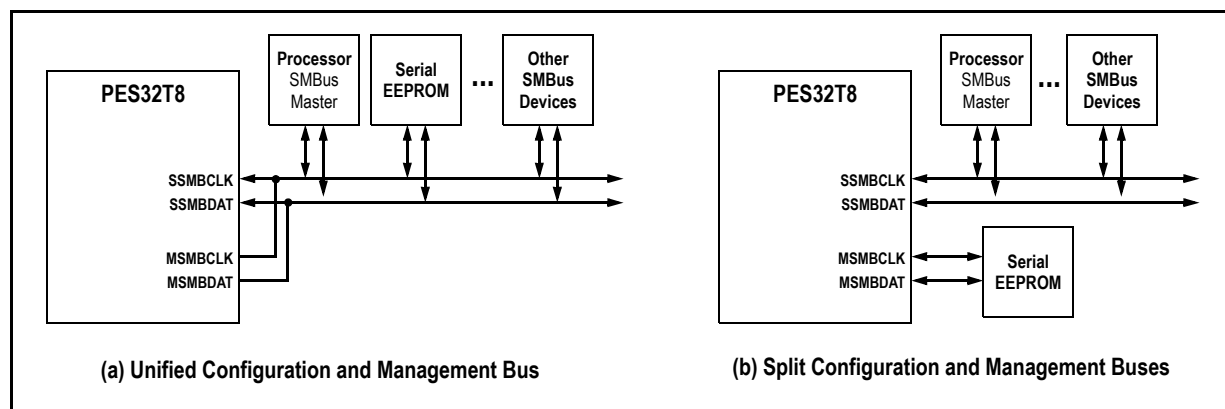 PES32T8
Processor
SMBus
Master
Serial
EEPROM
...
Other
SMBus
Devices
SSMBCLK
SSMBDAT
MSMBCLK
MSMBDAT
(a) Unified Configuration and Management Bus
PES32T8
Processor
SMBus
Master
...
Other
SMBus
Devices
SSMBCLK
SSMBDAT
MSMBCLK
MSMBDAT
Serial
EEPROM
(b) Split Configuration and Management Buses